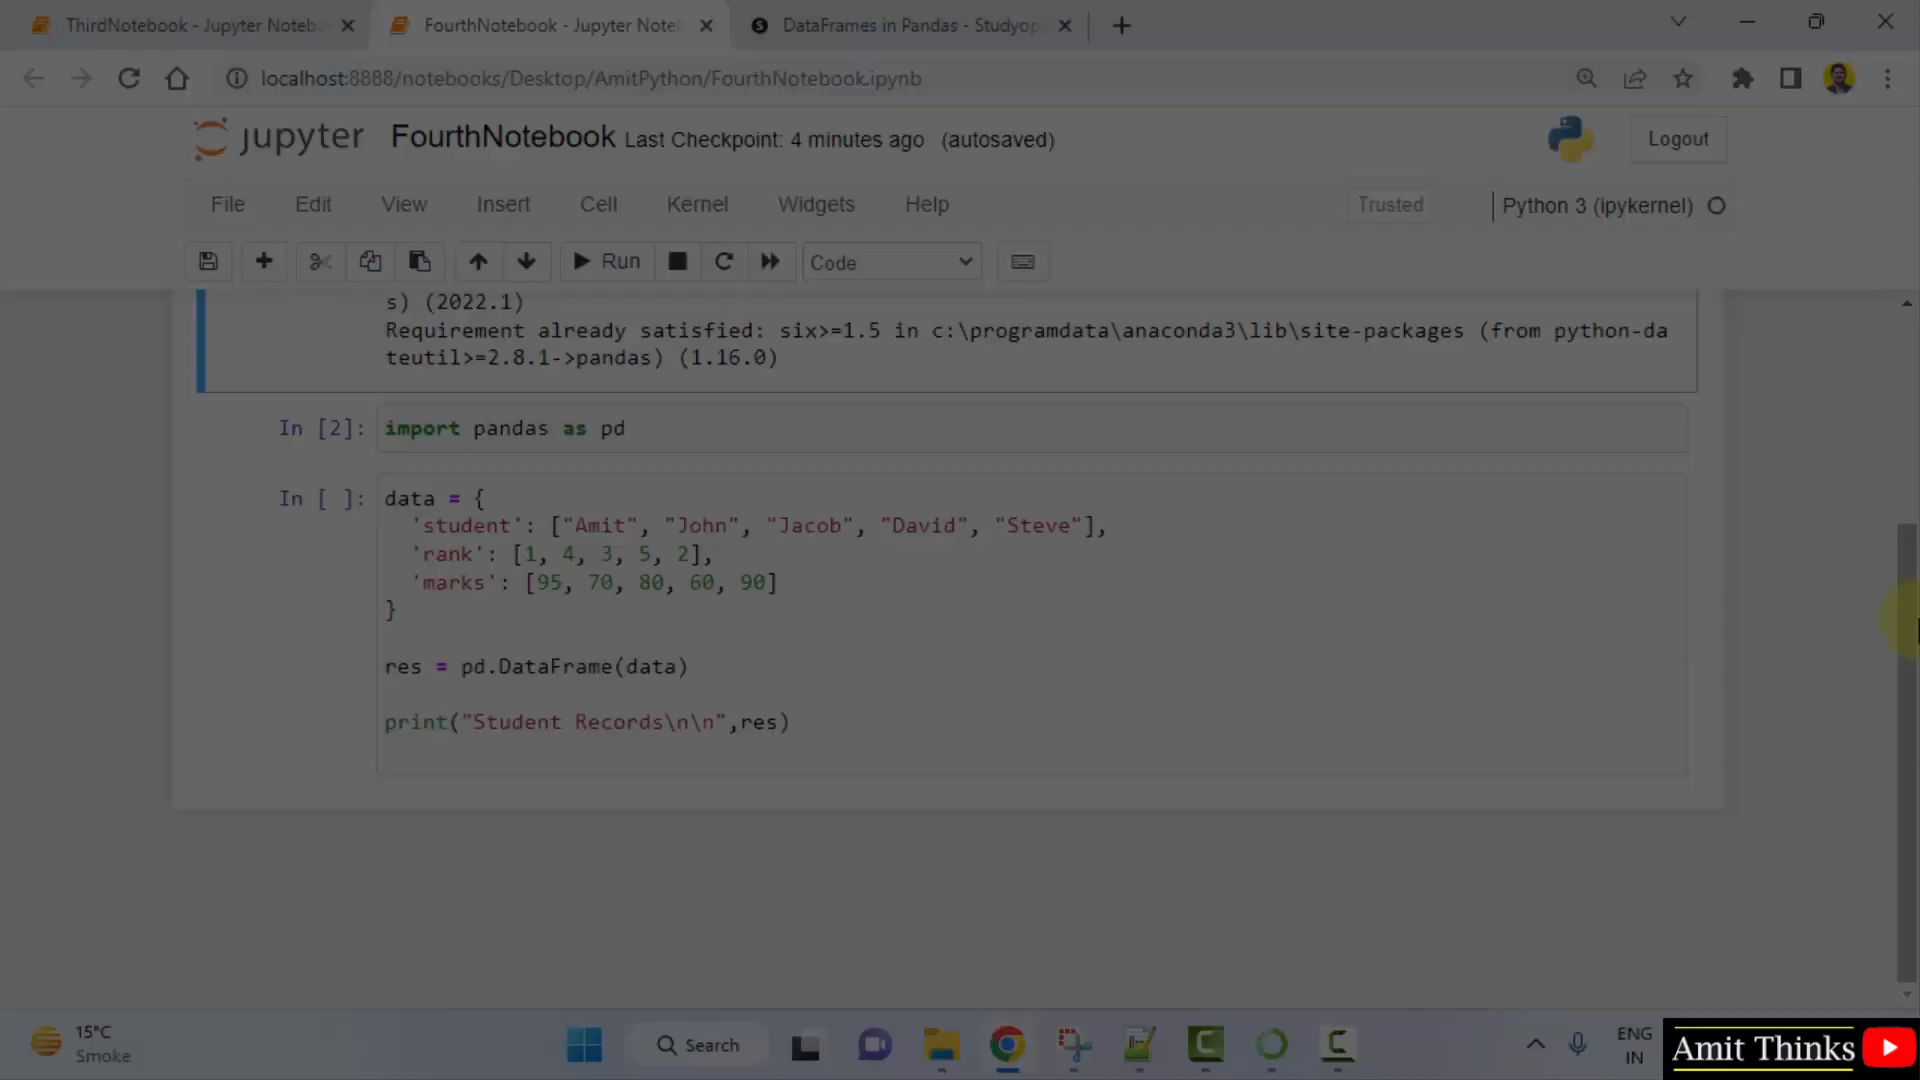 ThirdNotebook - Jupyter Notebo
FourthNotebook - Jupyter Noteb
DataFrames in Pandas - Studyop
localhost:8888/notebooks/Desktop/AmitPython/FourthNotebook.ipynb
jupyter FourthNotebook Last Checkpoint: 4 minutes ago (autosaved)
Logout
File Edit View Insert Cell Kernel Widgets Help
Trusted
Python 3 (ipykernel)
Run
Code
s) (2022.1)
Requirement already satisfied: six>=1.5 in c:\programdata\anaconda3\lib\site-packages (from python-da
teutil>=2.8.1->pandas) (1.16.0)
In [2]: import pandas as pd
In [ ]: data = {
'student': ["Amit", "John", "Jacob", "David", "Steve"],
'rank': [1, 4, 3, 5, 2],
'marks': [95, 70, 80, 60, 90]
}
res = pd.DataFrame(data)
print("Student Records\n\n",res)
15°C
Smoke
Search
ENG
IN
Amit Thinks